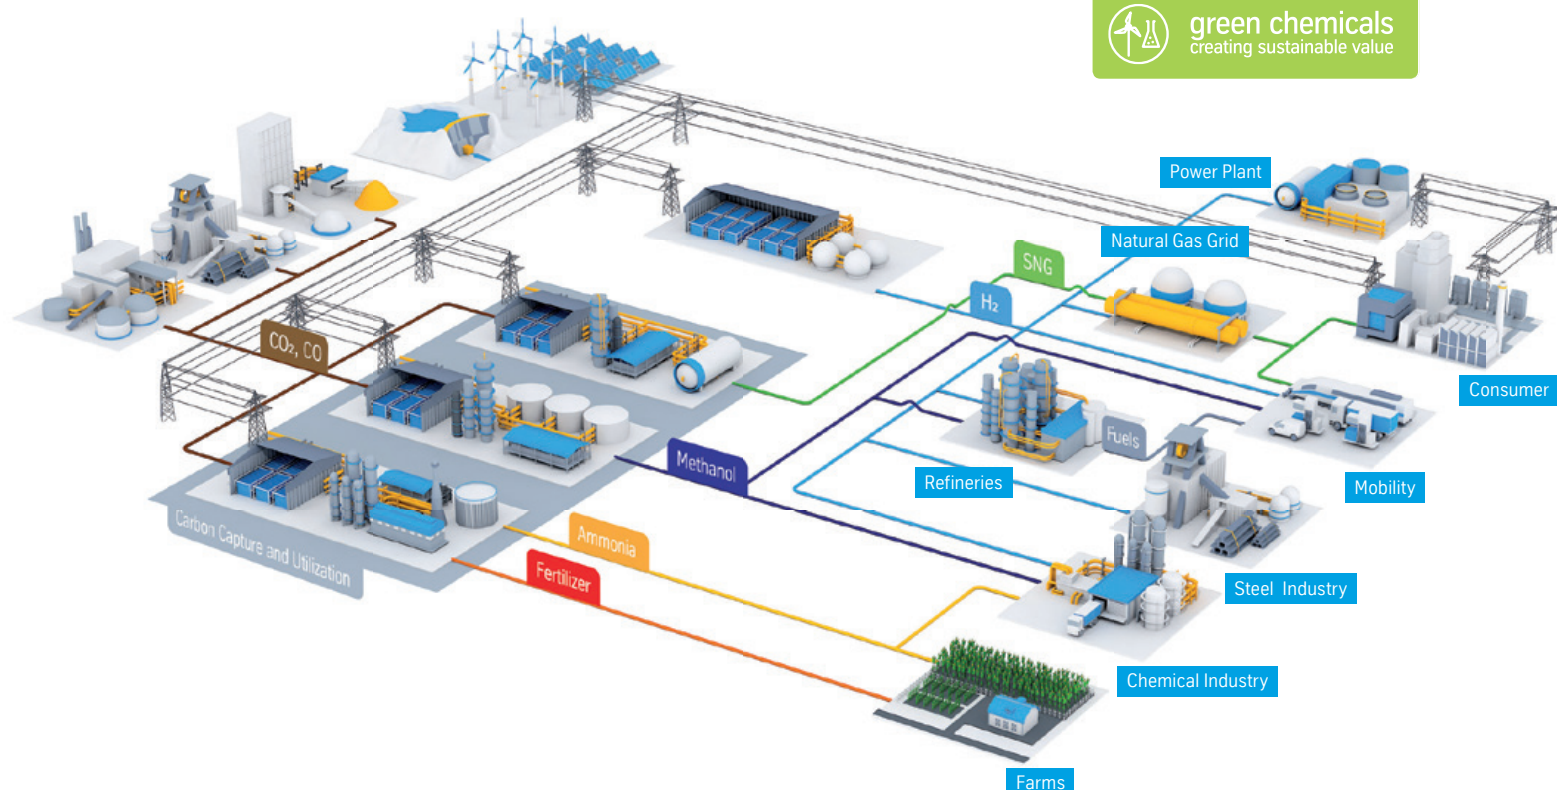 green chemicals
creating sustainable value
Power Plant
Natural Gas Grid
SNG
H₂
CO₂, CO
Consumer
Fuels
Methanol
Refineries
Mobility
Carbon Capture and Utilization
Ammonia
Fertilizer
Steel Industry
Chemical Industry
Farms